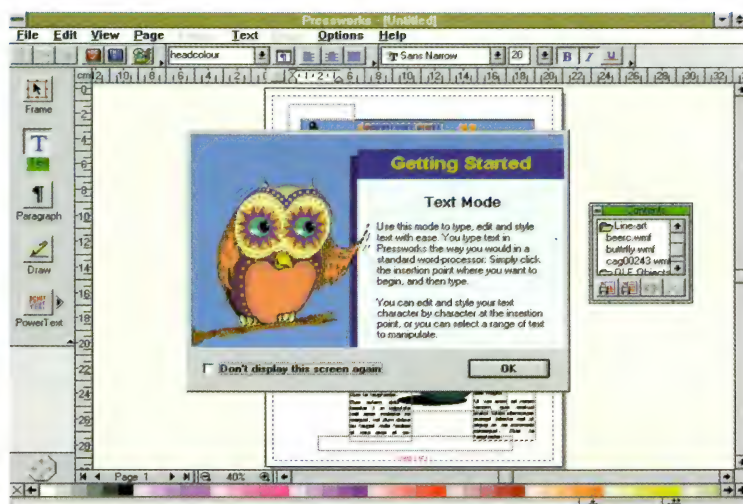 Pressworks - [Untitled]
File Edit View Page Text Options Help
headcolour Sans Narrow 20 B I U
cm
Frame
T
Paragraph
Draw
PowerText
Getting Started
Text Mode
Use this mode to type, edit and style
text with ease. You type text in
Pressworks the way you would in a
standard word-processor. Simply click
the insertion point where you want to
begin, and then type.
You can edit and style your text
character by character at the insertion
point, or you can select a range of text
to manipulate.
Don't display this screen again
OK
Contents
Line-art
beerc.wmf
buttrfly.wmf
cag00243.wmf
OLE Objects
Page 1 40%